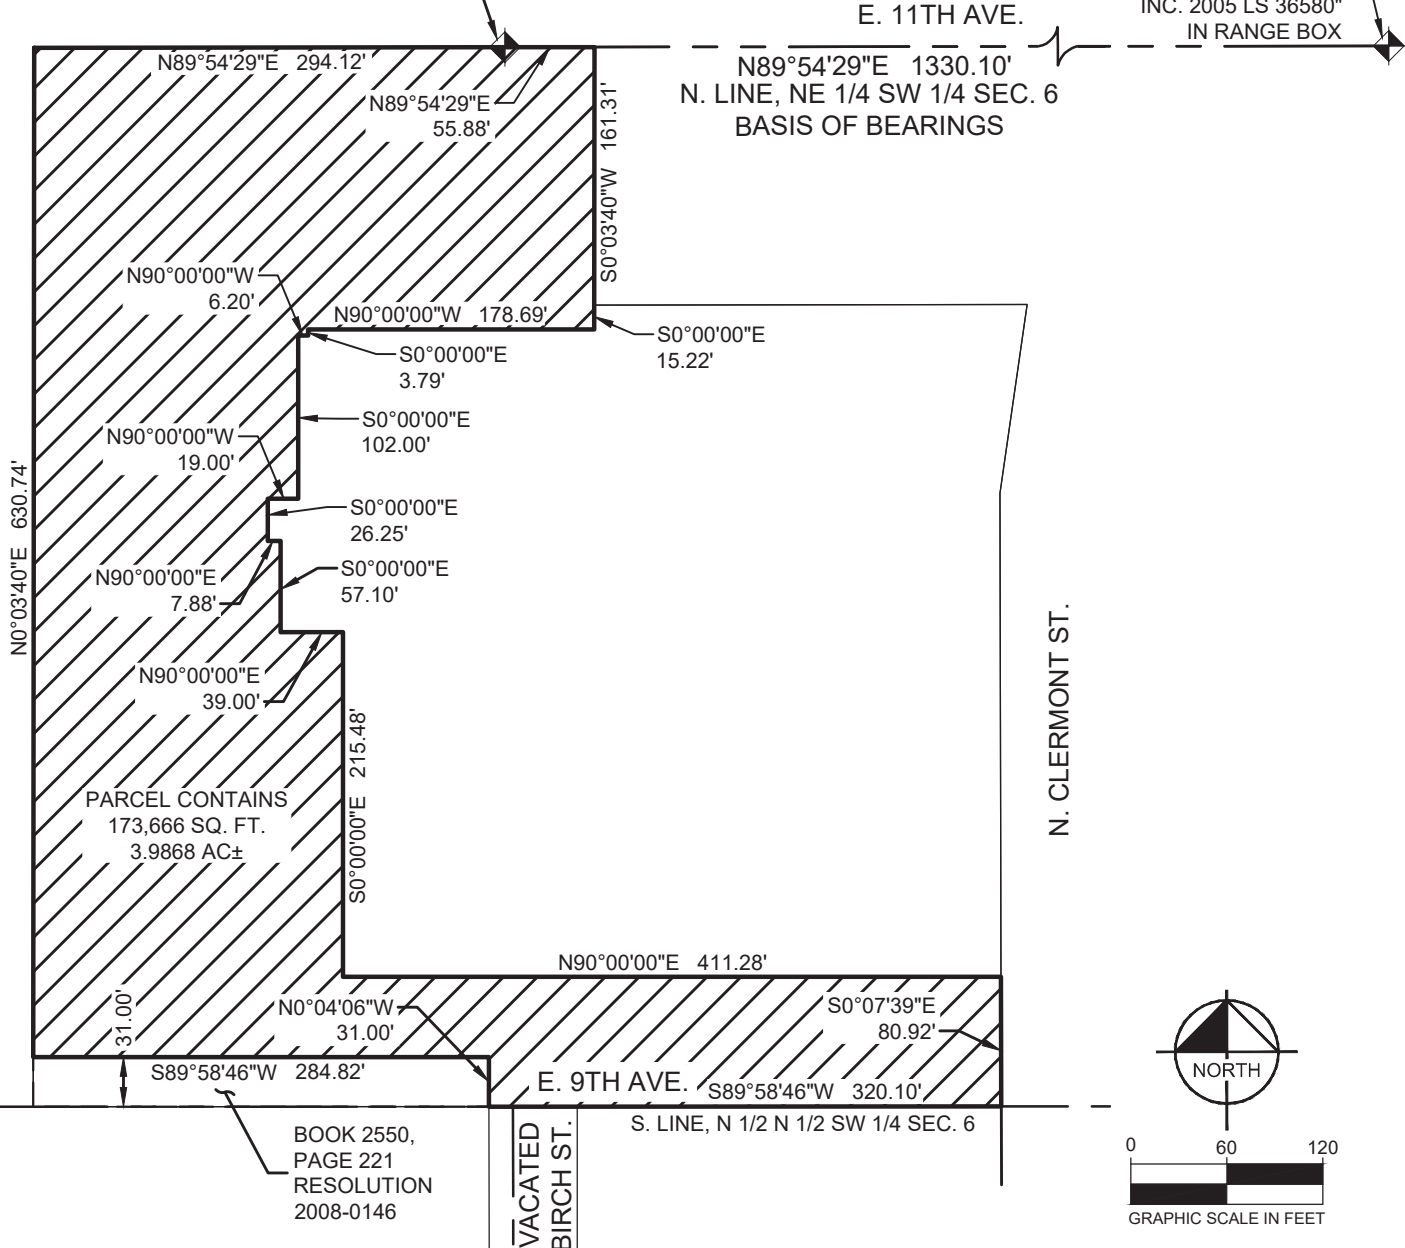 E. 11TH AVE.
INC. 2005 LS 36580"
IN RANGE BOX
N89°54'29"E 294.12'
N89°54'29"E
55.88'
N89°54'29"E 1330.10'
N. LINE, NE 1/4 SW 1/4 SEC. 6
BASIS OF BEARINGS
S0°03'40"W 161.31'
N90°00'00"W
6.20'
N90°00'00"W 178.69'
S0°00'00"E
15.22'
S0°00'00"E
3.79'
S0°00'00"E
102.00'
N90°00'00"W
19.00'
S0°00'00"E
26.25'
N0°03'40"E 630.74'
N90°00'00"E
7.88'
S0°00'00"E
57.10'
N90°00'00"E
39.00'
S0°00'00"E 215.48'
N. CLERMONT ST.
PARCEL CONTAINS
173,666 SQ. FT.
3.9868 AC±
N90°00'00"E 411.28'
31.00'
N0°04'06"W
31.00'
S0°07'39"E
80.92'
S89°58'46"W 284.82'
E. 9TH AVE.
S89°58'46"W 320.10'
S. LINE, N 1/2 N 1/2 SW 1/4 SEC. 6
BOOK 2550,
PAGE 221
RESOLUTION
2008-0146
VACATED
BIRCH ST.
NORTH
0 60 120
GRAPHIC SCALE IN FEET